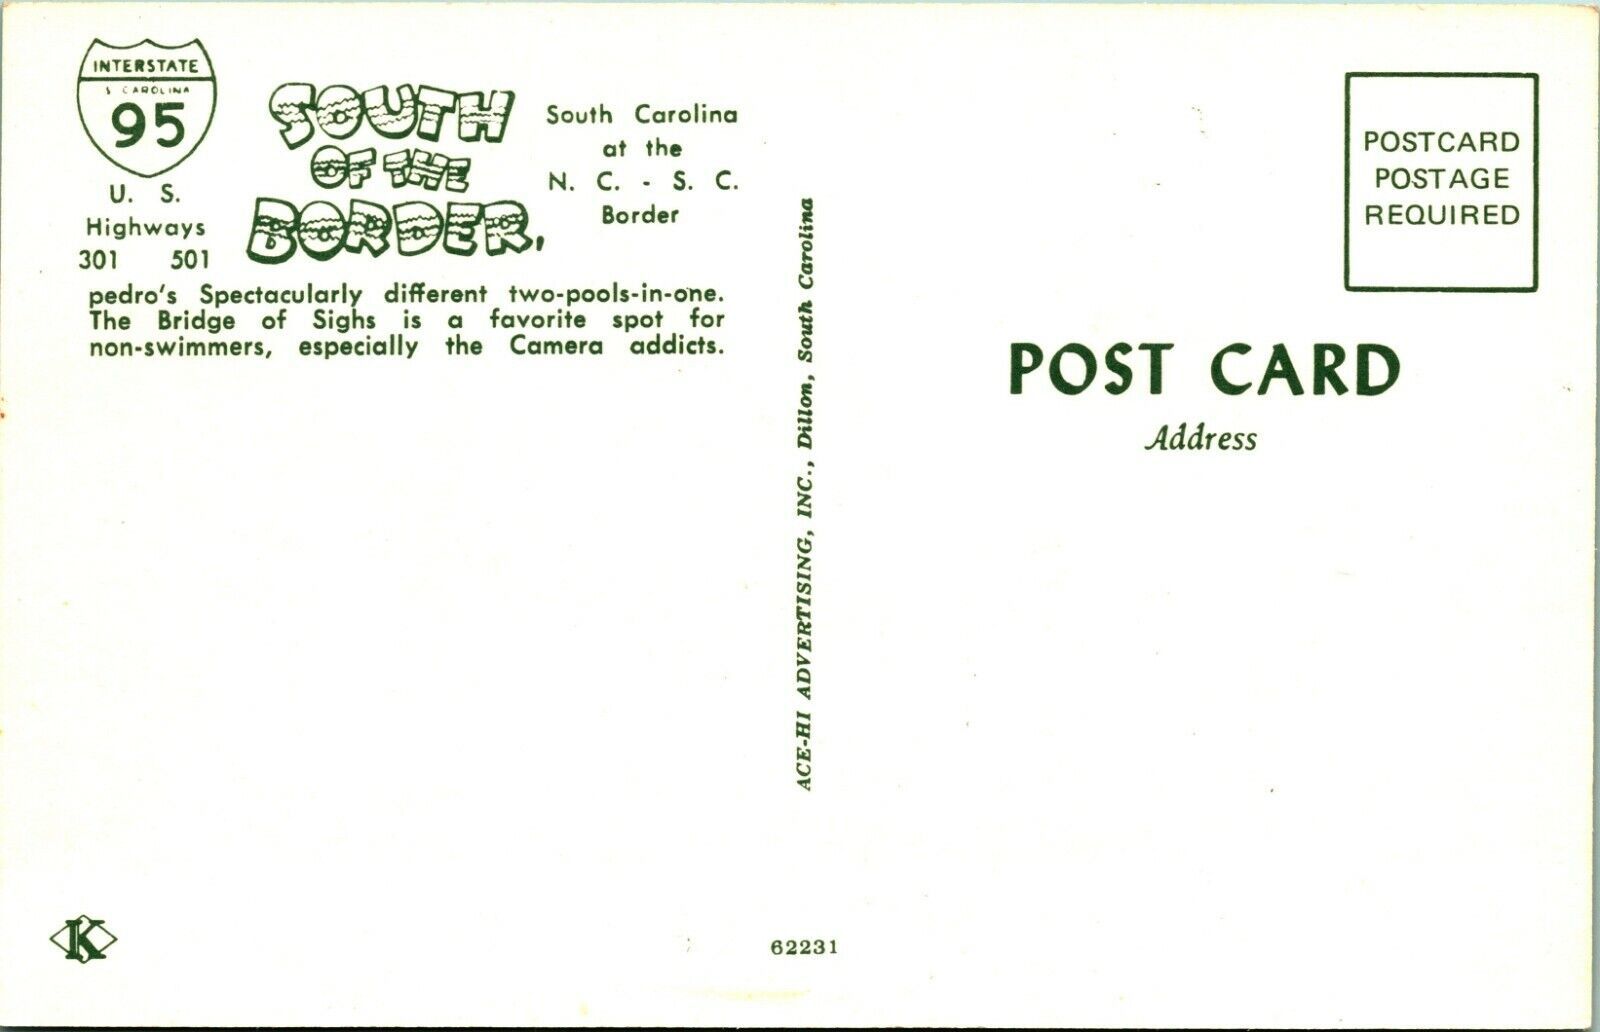 INTERSTATE
S CAROLINA
95
U. S.
Highways
301 501
SOUTH
OF THE
BORDER,
South Carolina
at the
N. C. - S. C.
Border
pedro's Spectacularly different two-pools-in-one.
The Bridge of Sighs is a favorite spot for
non-swimmers, especially the Camera addicts.
ACE-HI ADVERTISING, INC., Dillon, South Carolina
POSTCARD
POSTAGE
REQUIRED
POST CARD
Address
K
62231